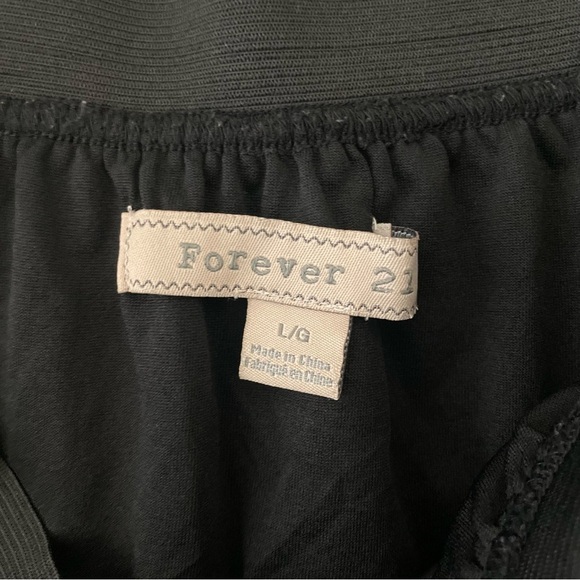 Forever 21
L/G
Made in China
Fabriqué en Chine